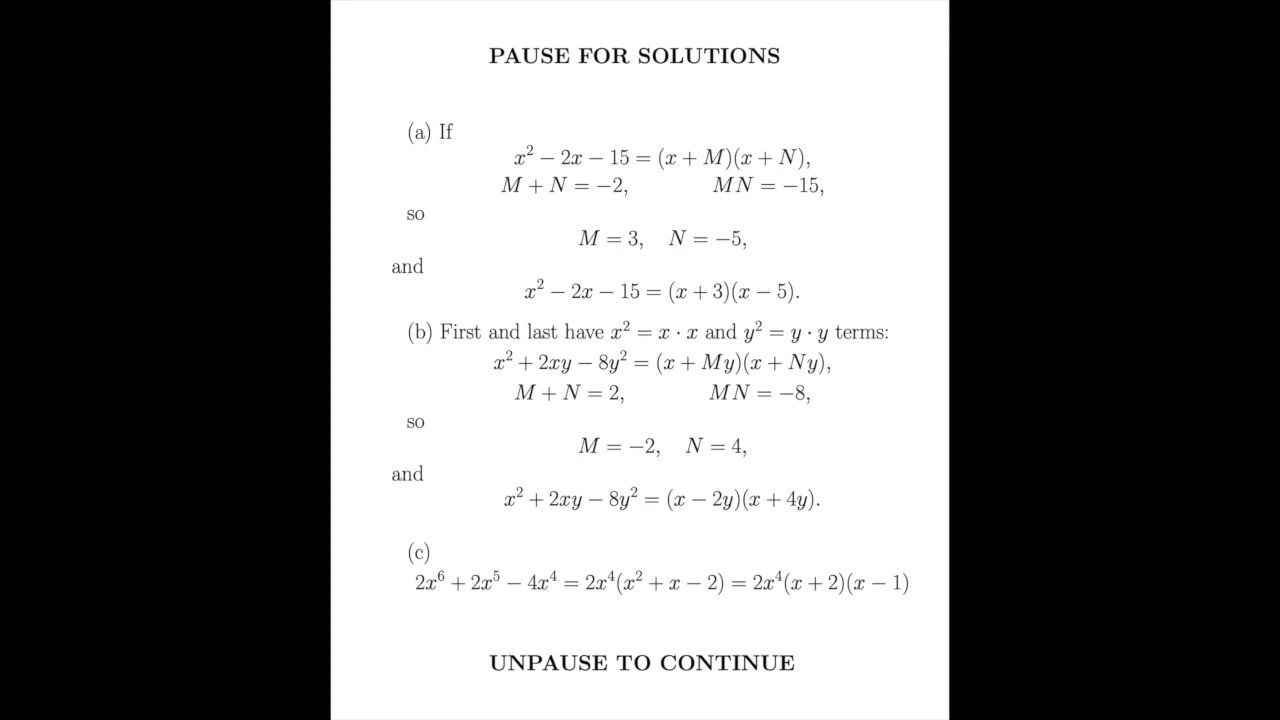 PAUSE FOR SOLUTIONS
(a) If
x² − 2x − 15 = (x + M)(x + N),
M + N = −2, MN = −15,
so
M = 3, N = −5,
and
x² − 2x − 15 = (x + 3)(x − 5).
(b) First and last have x² = x · x and y² = y · y terms:
x² + 2xy − 8y² = (x + My)(x + Ny),
M + N = 2, MN = −8,
so
M = −2, N = 4,
and
x² + 2xy − 8y² = (x − 2y)(x + 4y).
(c)
2x⁶ + 2x⁵ − 4x⁴ = 2x⁴(x² + x − 2) = 2x⁴(x + 2)(x − 1)
UNPAUSE TO CONTINUE